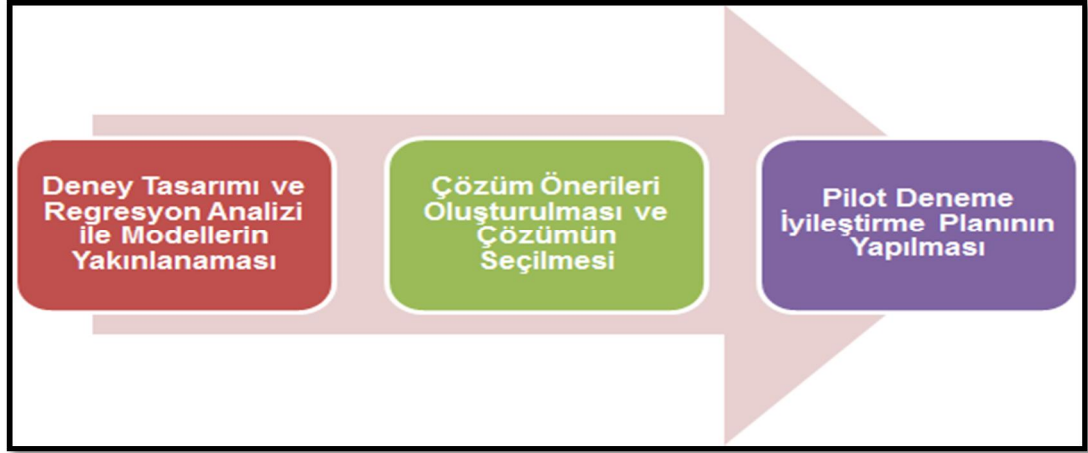 Deney Tasarımı ve
Regresyon Analizi
ile Modellerin
Yakınlanaması
Çözüm Önerileri
Oluşturulması ve
Çözümün
Seçilmesi
Pilot Deneme
İyileştirme Planının
Yapılması